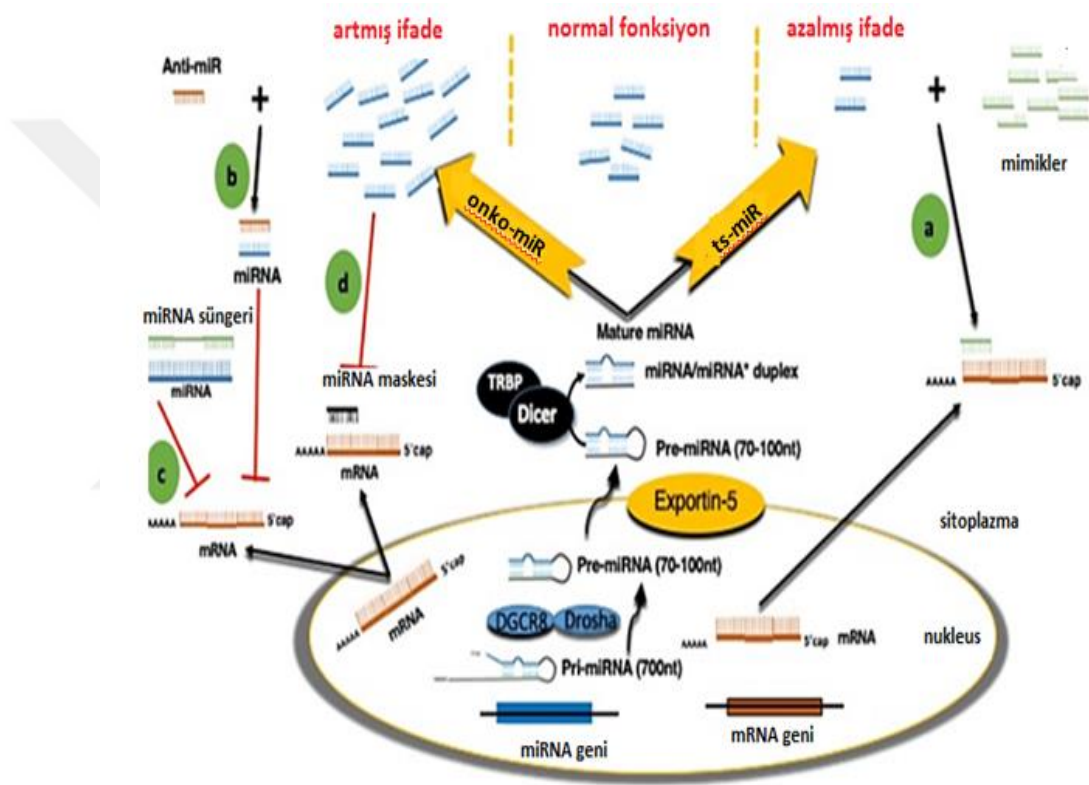 artmış ifade
normal fonksiyon
azalmış ifade
Anti-miR
+
+
mimikler
b
a
onko-miR
ts-miR
miRNA
d
miRNA süngeri
miRNA
Mature miRNA
miRNA maskesi
TRBP
Dicer
miRNA/miRNA* duplex
AAAAA
5'cap
AAAAA
5'cap
mRNA
Pre-miRNA (70-100nt)
c
Exportin-5
sitoplazma
AAAAA
5'cap
mRNA
Pre-miRNA (70-100nt)
5'cap
mRNA
AAAAA
DGCR8
Drosha
AAAAA
5'cap
mRNA
nukleus
Pri-miRNA (700nt)
miRNA geni
mRNA geni